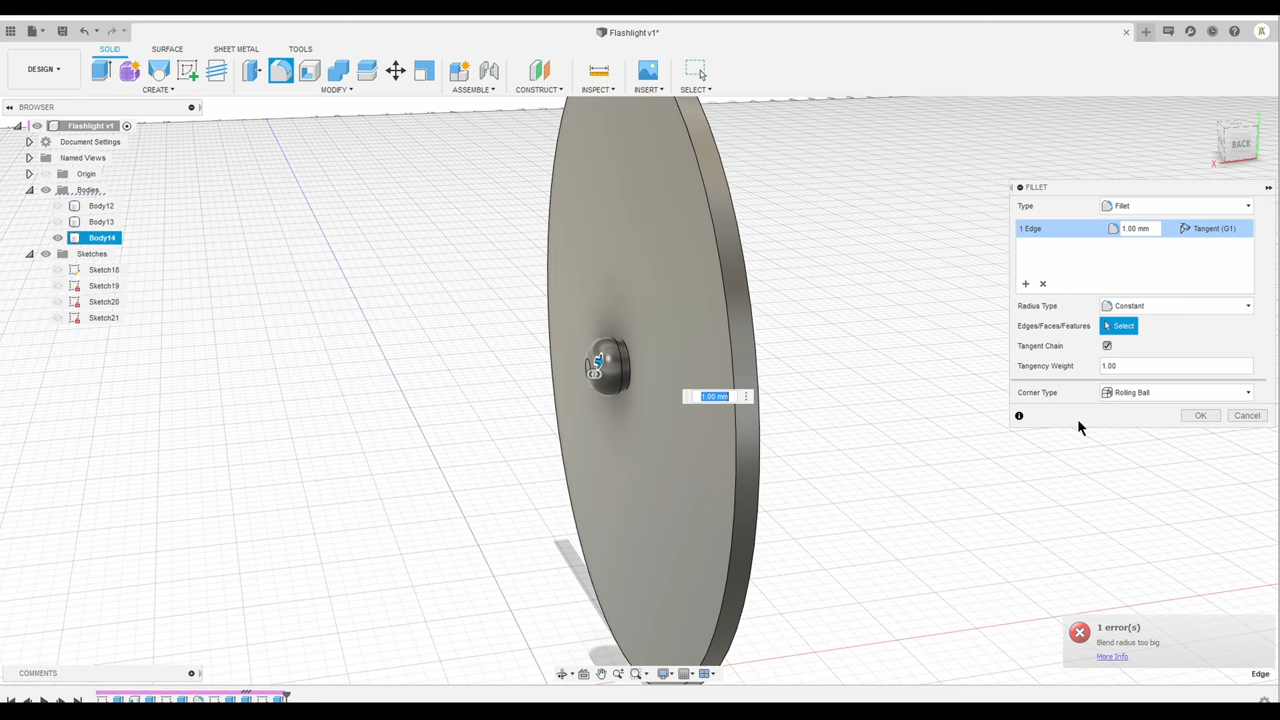 Flashlight v1*
SOLID SURFACE SHEET METAL TOOLS
DESIGN
CREATE MODIFY ASSEMBLE CONSTRUCT INSPECT INSERT SELECT
BROWSER
Flashlight v1
Document Settings
Named Views
Origin
Bodies
Body12
Body13
Body14
Sketches
Sketch18
Sketch19
Sketch20
Sketch21
BACK
X
FILLET
Type Fillet
1 Edge 1.00 mm Tangent (G1)
Radius Type Constant
Edges/Faces/Features Select
Tangent Chain
Tangency Weight 1.00
Corner Type Rolling Ball
OK Cancel
1.00 mm
1 error(s)
Blend radius too big
More Info
COMMENTS
Edge